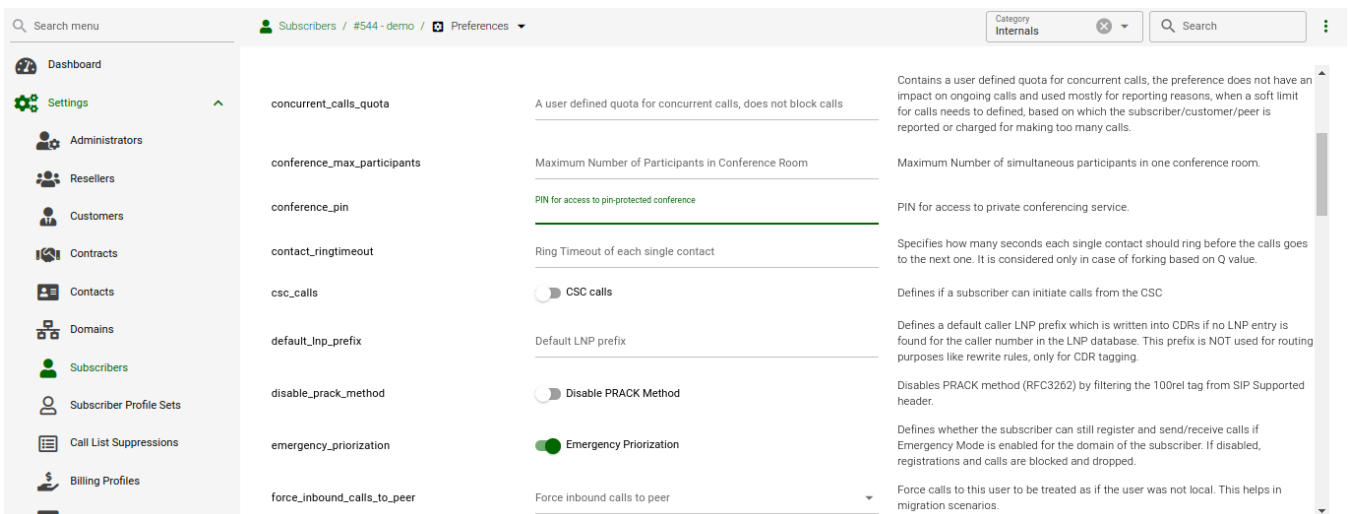 Search menu
Subscribers / #544 - demo / Preferences
Category
Internals
Search
Dashboard
Settings
Administrators
Resellers
Customers
Contracts
Contacts
Domains
Subscribers
Subscriber Profile Sets
Call List Suppressions
Billing Profiles
concurrent_calls_quota
A user defined quota for concurrent calls, does not block calls
Contains a user defined quota for concurrent calls, the preference does not have an
impact on ongoing calls and used mostly for reporting reasons, when a soft limit
for calls needs to defined, based on which the subscriber/customer/peer is
reported or charged for making too many calls.
conference_max_participants
Maximum Number of Participants in Conference Room
Maximum Number of simultaneous participants in one conference room.
conference_pin
PIN for access to pin-protected conference
PIN for access to private conferencing service.
contact_ringtimeout
Ring Timeout of each single contact
Specifies how many seconds each single contact should ring before the calls goes
to the next one. It is considered only in case of forking based on Q value.
csc_calls
CSC calls
Defines if a subscriber can initiate calls from the CSC
default_lnp_prefix
Default LNP prefix
Defines a default caller LNP prefix which is written into CDRs if no LNP entry is
found for the caller number in the LNP database. This prefix is NOT used for routing
purposes like rewrite rules, only for CDR tagging.
disable_prack_method
Disable PRACK Method
Disables PRACK method (RFC3262) by filtering the 100rel tag from SIP Supported
header.
emergency_priorization
Emergency Priorization
Defines whether the subscriber can still register and send/receive calls if
Emergency Mode is enabled for the domain of the subscriber. If disabled,
registrations and calls are blocked and dropped.
force_inbound_calls_to_peer
Force inbound calls to peer
Force calls to this user to be treated as if the user was not local. This helps in
migration scenarios.